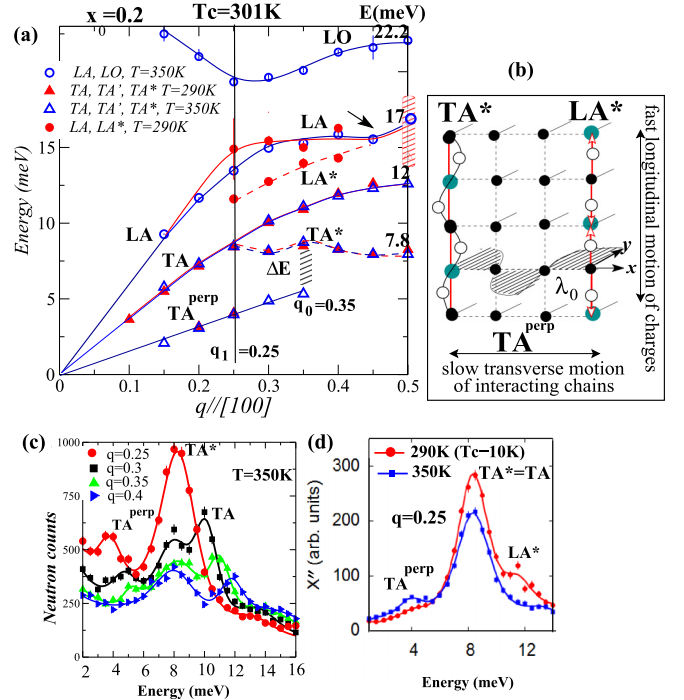 x = 0.2
Tc=301K
E(meV)
(a)
0
LO
22.2
LA, LO, T=350K
TA, TA', TA* T=290K
TA, TA', TA*, T=350K
LA, LA*, T=290K
LA
17
15
LA*
12
10
LA
TA
TA*
7.8
ΔE
5
TA perp
q0=0.35
q1=0.25
0
0 0.1 0.2 0.3 0.4 0.5
Energy (meV)
q//[100]
(b)
TA*
LA*
y
x
λ0
TA perp
slow transverse motion
of interacting chains
fast longitudinal motion of charges
(c)
1000
q=0.25
q=0.3
q=0.35
q=0.4
TA*
T=350K
750
TA perp
TA
500
250
0
2 4 6 8 10 12 14 16
Neutron counts
Energy (meV)
(d)
290K (Tc−10K)
350K
TA*=TA
300
q=0.25
200
LA*
100
TA perp
0
4 8 12
X′′ (arb. units)
Energy (meV)